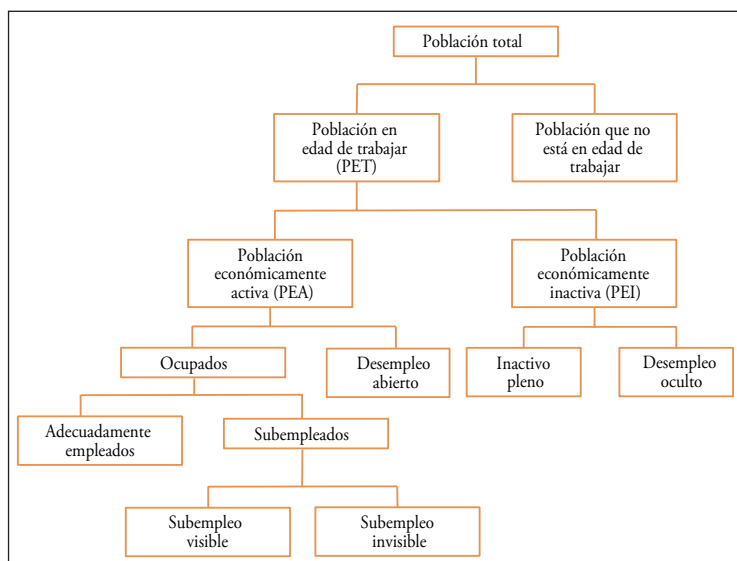 Población total
Población en
edad de trabajar
(PET)
Población que no
está en edad de
trabajar
Población
económicamente
activa (PEA)
Población
económicamente
inactiva (PEI)
Ocupados
Desempleo
abierto
Inactivo
pleno
Desempleo
oculto
Adecuadamente
empleados
Subempleados
Subempleo
visible
Subempleo
invisible